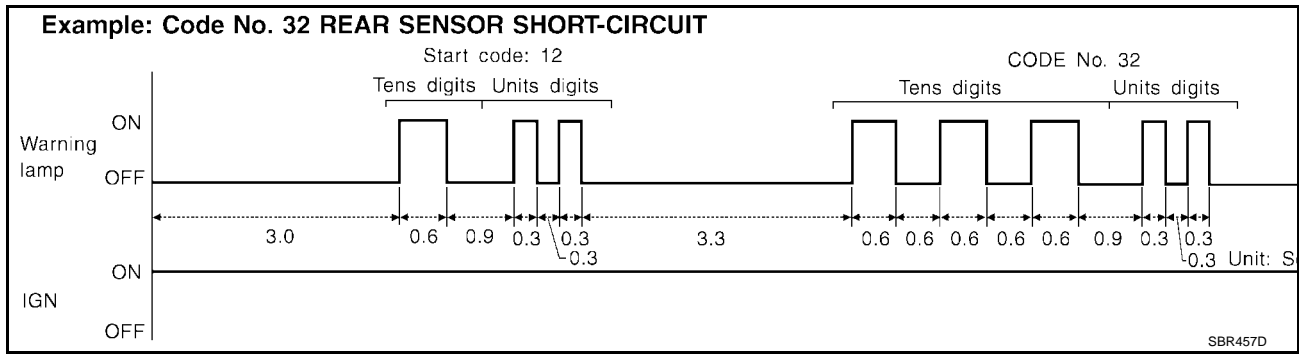 Example: Code No. 32 REAR SENSOR SHORT-CIRCUIT
Start code: 12
CODE No. 32
Tens digits Units digits
Tens digits Units digits
ON
Warning
lamp
OFF
3.0 0.6 0.9 0.3 0.3 3.3 0.6 0.6 0.6 0.6 0.6 0.9 0.3 0.3
0.3 0.3 Unit: S
ON
IGN
OFF
SBR457D